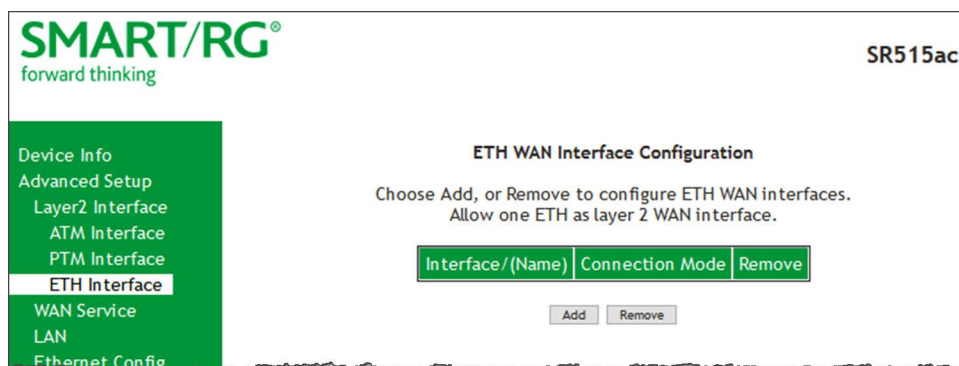 SMART/RG®
forward thinking
SR515ac
Device Info
Advanced Setup
Layer2 Interface
ATM Interface
PTM Interface
ETH Interface
WAN Service
LAN
Ethernet Config
ETH WAN Interface Configuration
Choose Add, or Remove to configure ETH WAN interfaces.
Allow one ETH as layer 2 WAN interface.
Interface/(Name) Connection Mode Remove
Add Remove